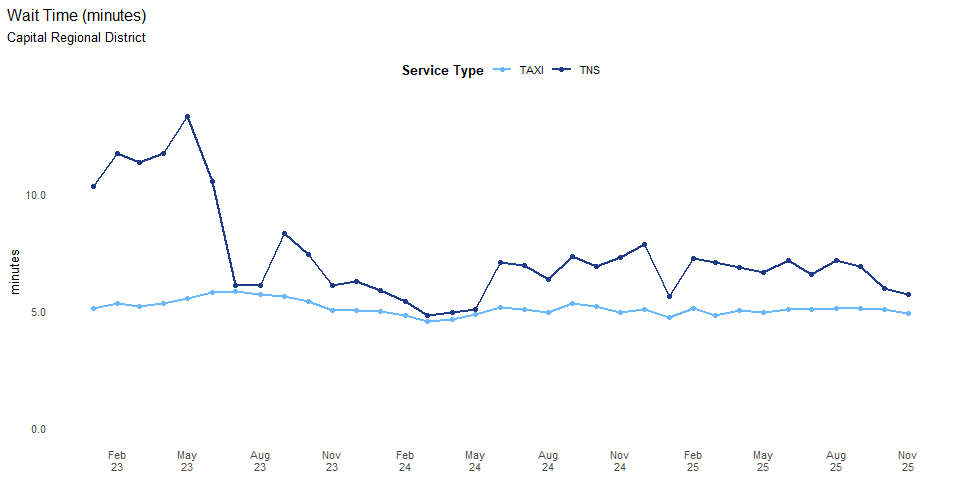 Wait Time (minutes)
Capital Regional District
Service Type TAXI TNS
10.0
minutes
5.0
0.0
Feb May Aug Nov Feb May Aug Nov Feb May Aug Nov
23 23 23 23 24 24 24 24 25 25 25 25